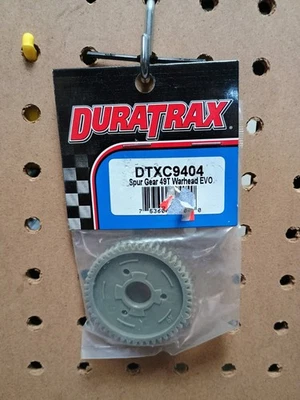 DURATRAX
DTXC9404
Spur Gear 49T Warhead EVO